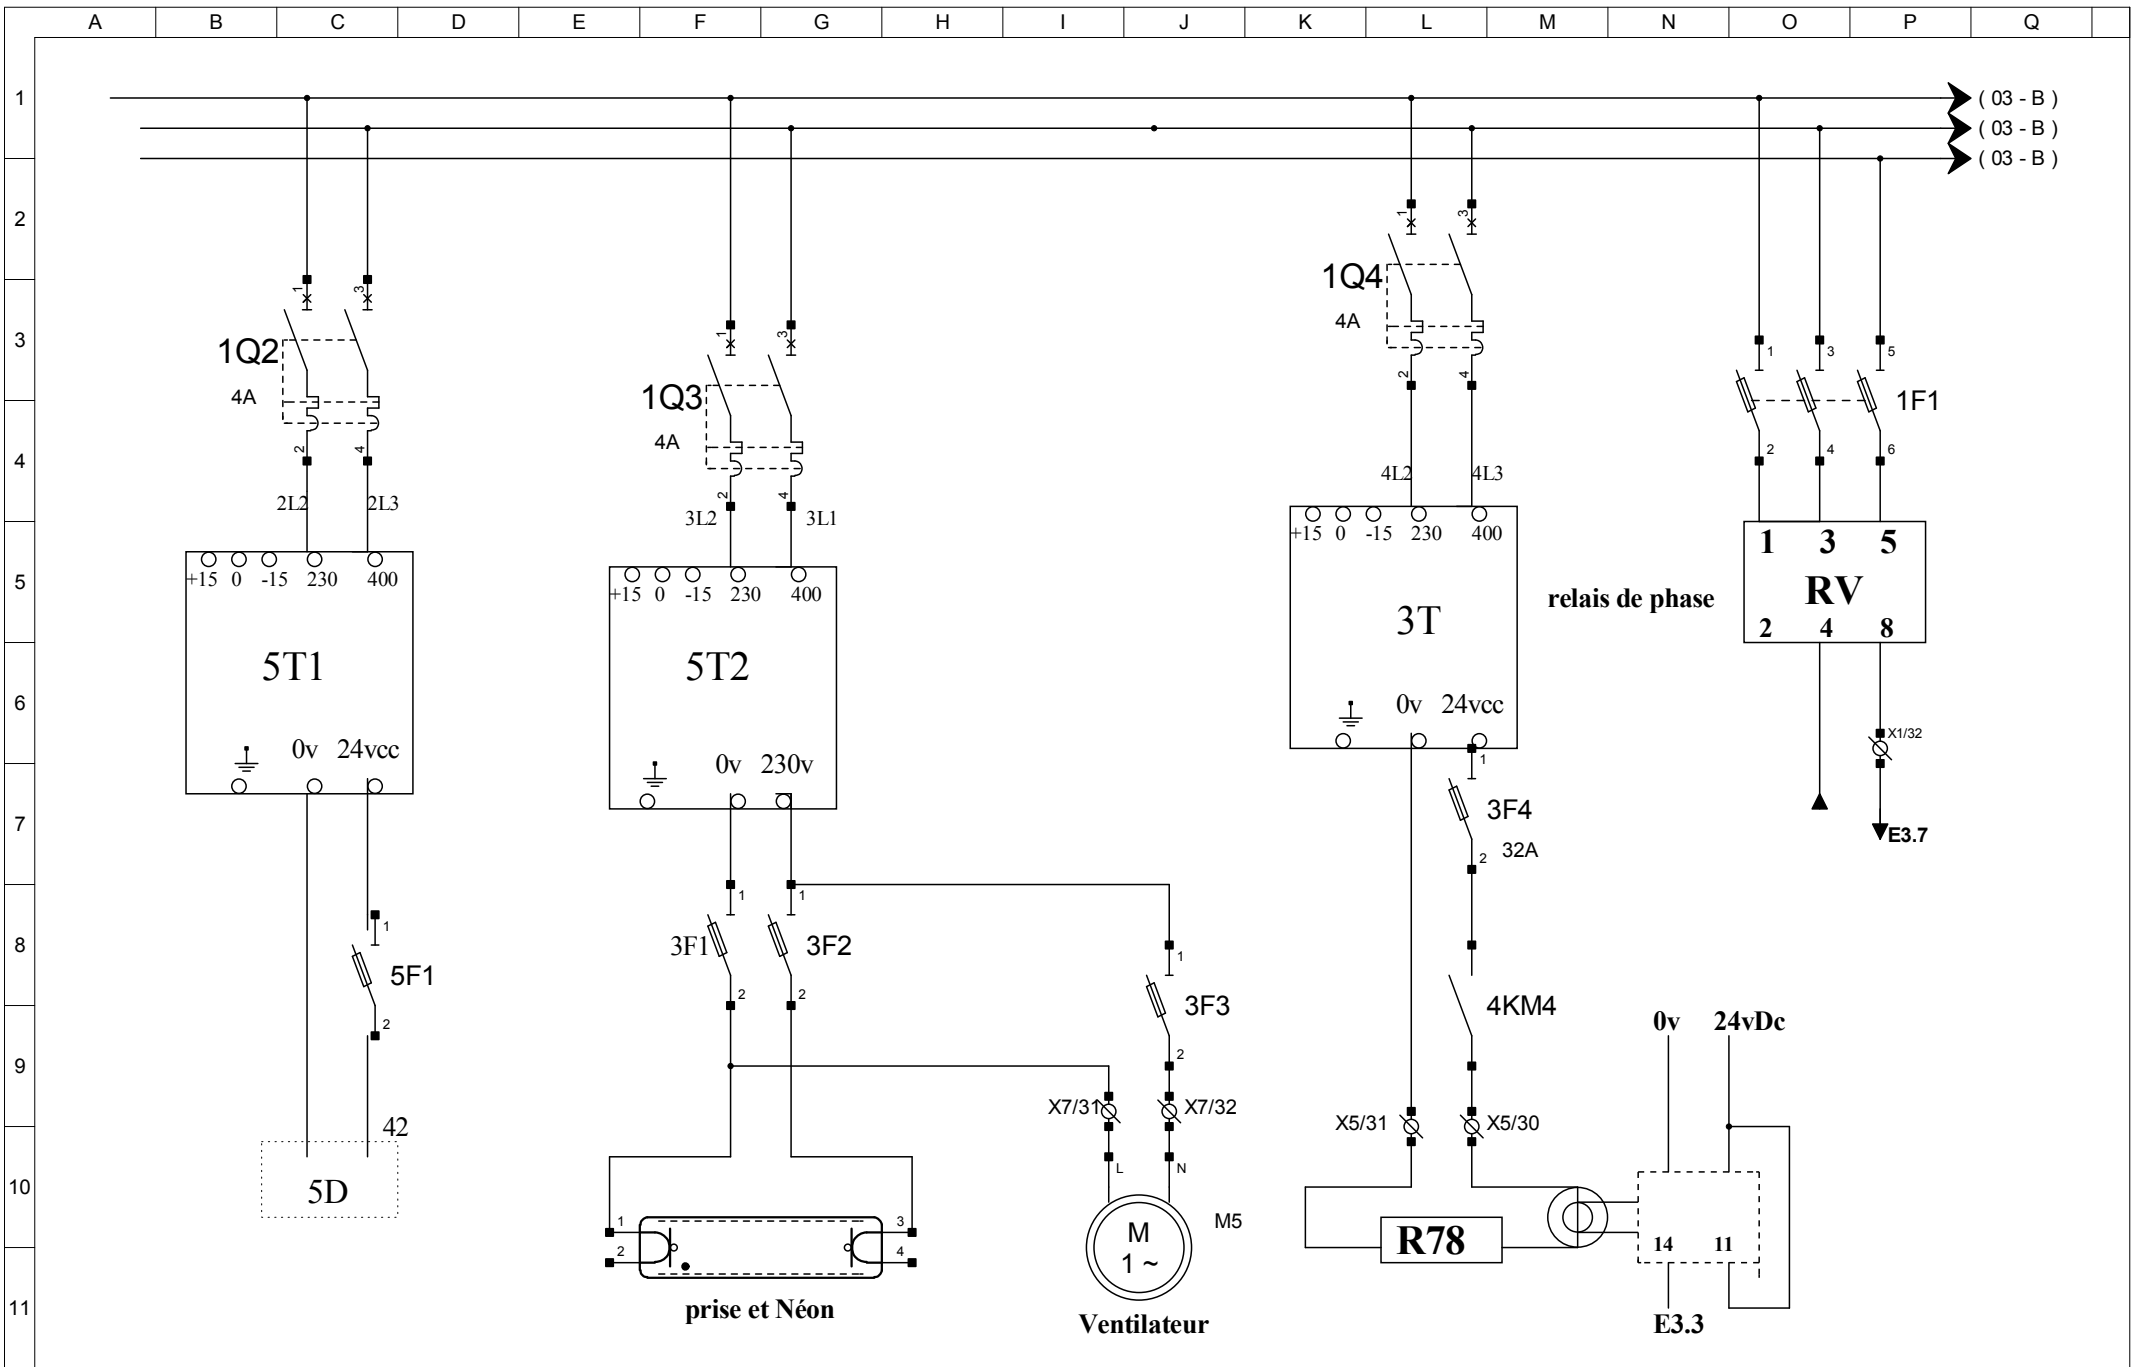 A B C D E F G H I J K L M N O P Q
1 ( 03 - B )
( 03 - B )
( 03 - B )
2 1 3
1Q4
1 3
3 1Q2 4A
1 3
1 3 5
4A 1Q3 2 4 1F1
4A
4 2 4 2 4 6
2L2 2L3 2 4 4L2 4L3
3L2 3L1
+15 0 -15 230 400
1 3 5
5 +15 0 -15 230 400
+15 0 -15 230 400
relais de phase RV
3T
2 4 8
5T1 5T2
6 0v 24vcc
X1/32
0v 24vcc 0v 230v
1
7 3F4
E3.7
32A
2
1 1
1
8 3F1 3F2
1
5F1
2 2
3F3 4KM4
2
0v 24vDc
9 2
X7/31 X7/32
X5/31 X5/30
42
L N
10 5D
1 3 M M5
2 4 1 ~ R78 14 11
11 prise et Néon Ventilateur E3.3